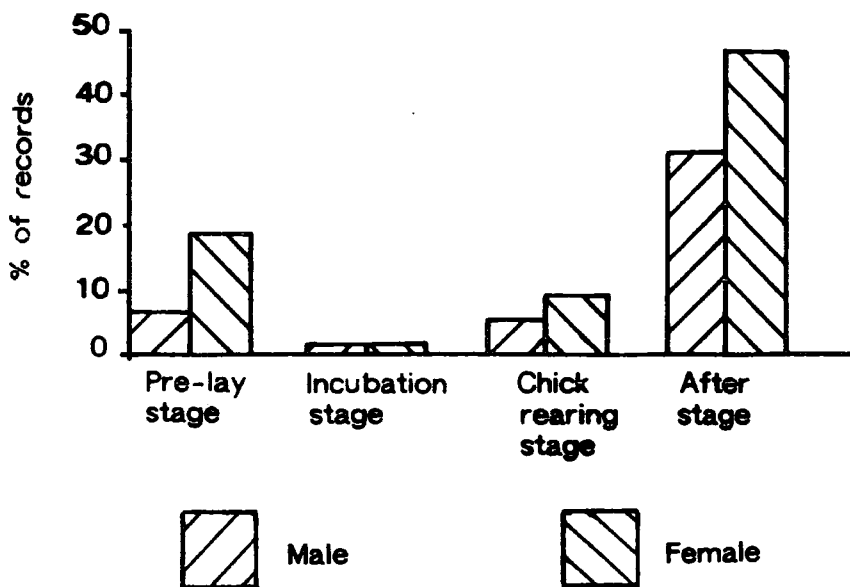 % of records
50
40
30
20
10
0
Pre-lay
stage
Incubation
stage
Chick
rearing
stage
After
stage
Male
Female